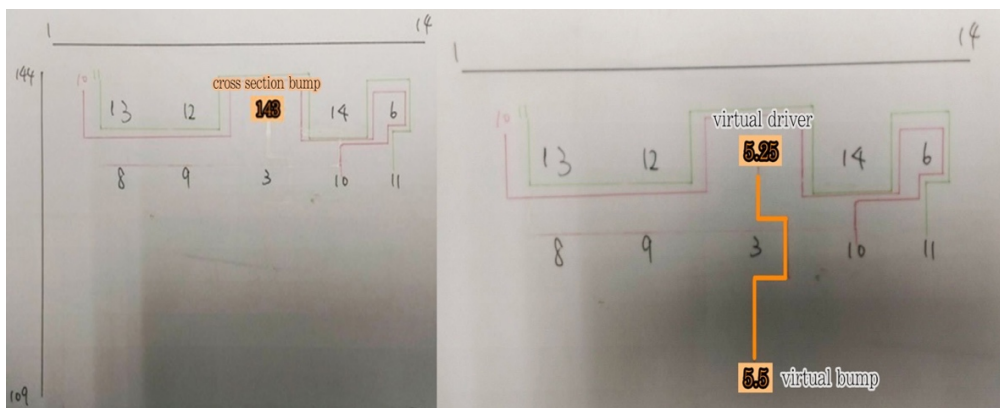 1 14
144
10 11
cross section bump
13 12 143 14 6
8 9 3 10 11
109
1 14
10 11
virtual driver
13 12 5.25 14 6
8 9 3 10 11
5.5 virtual bump